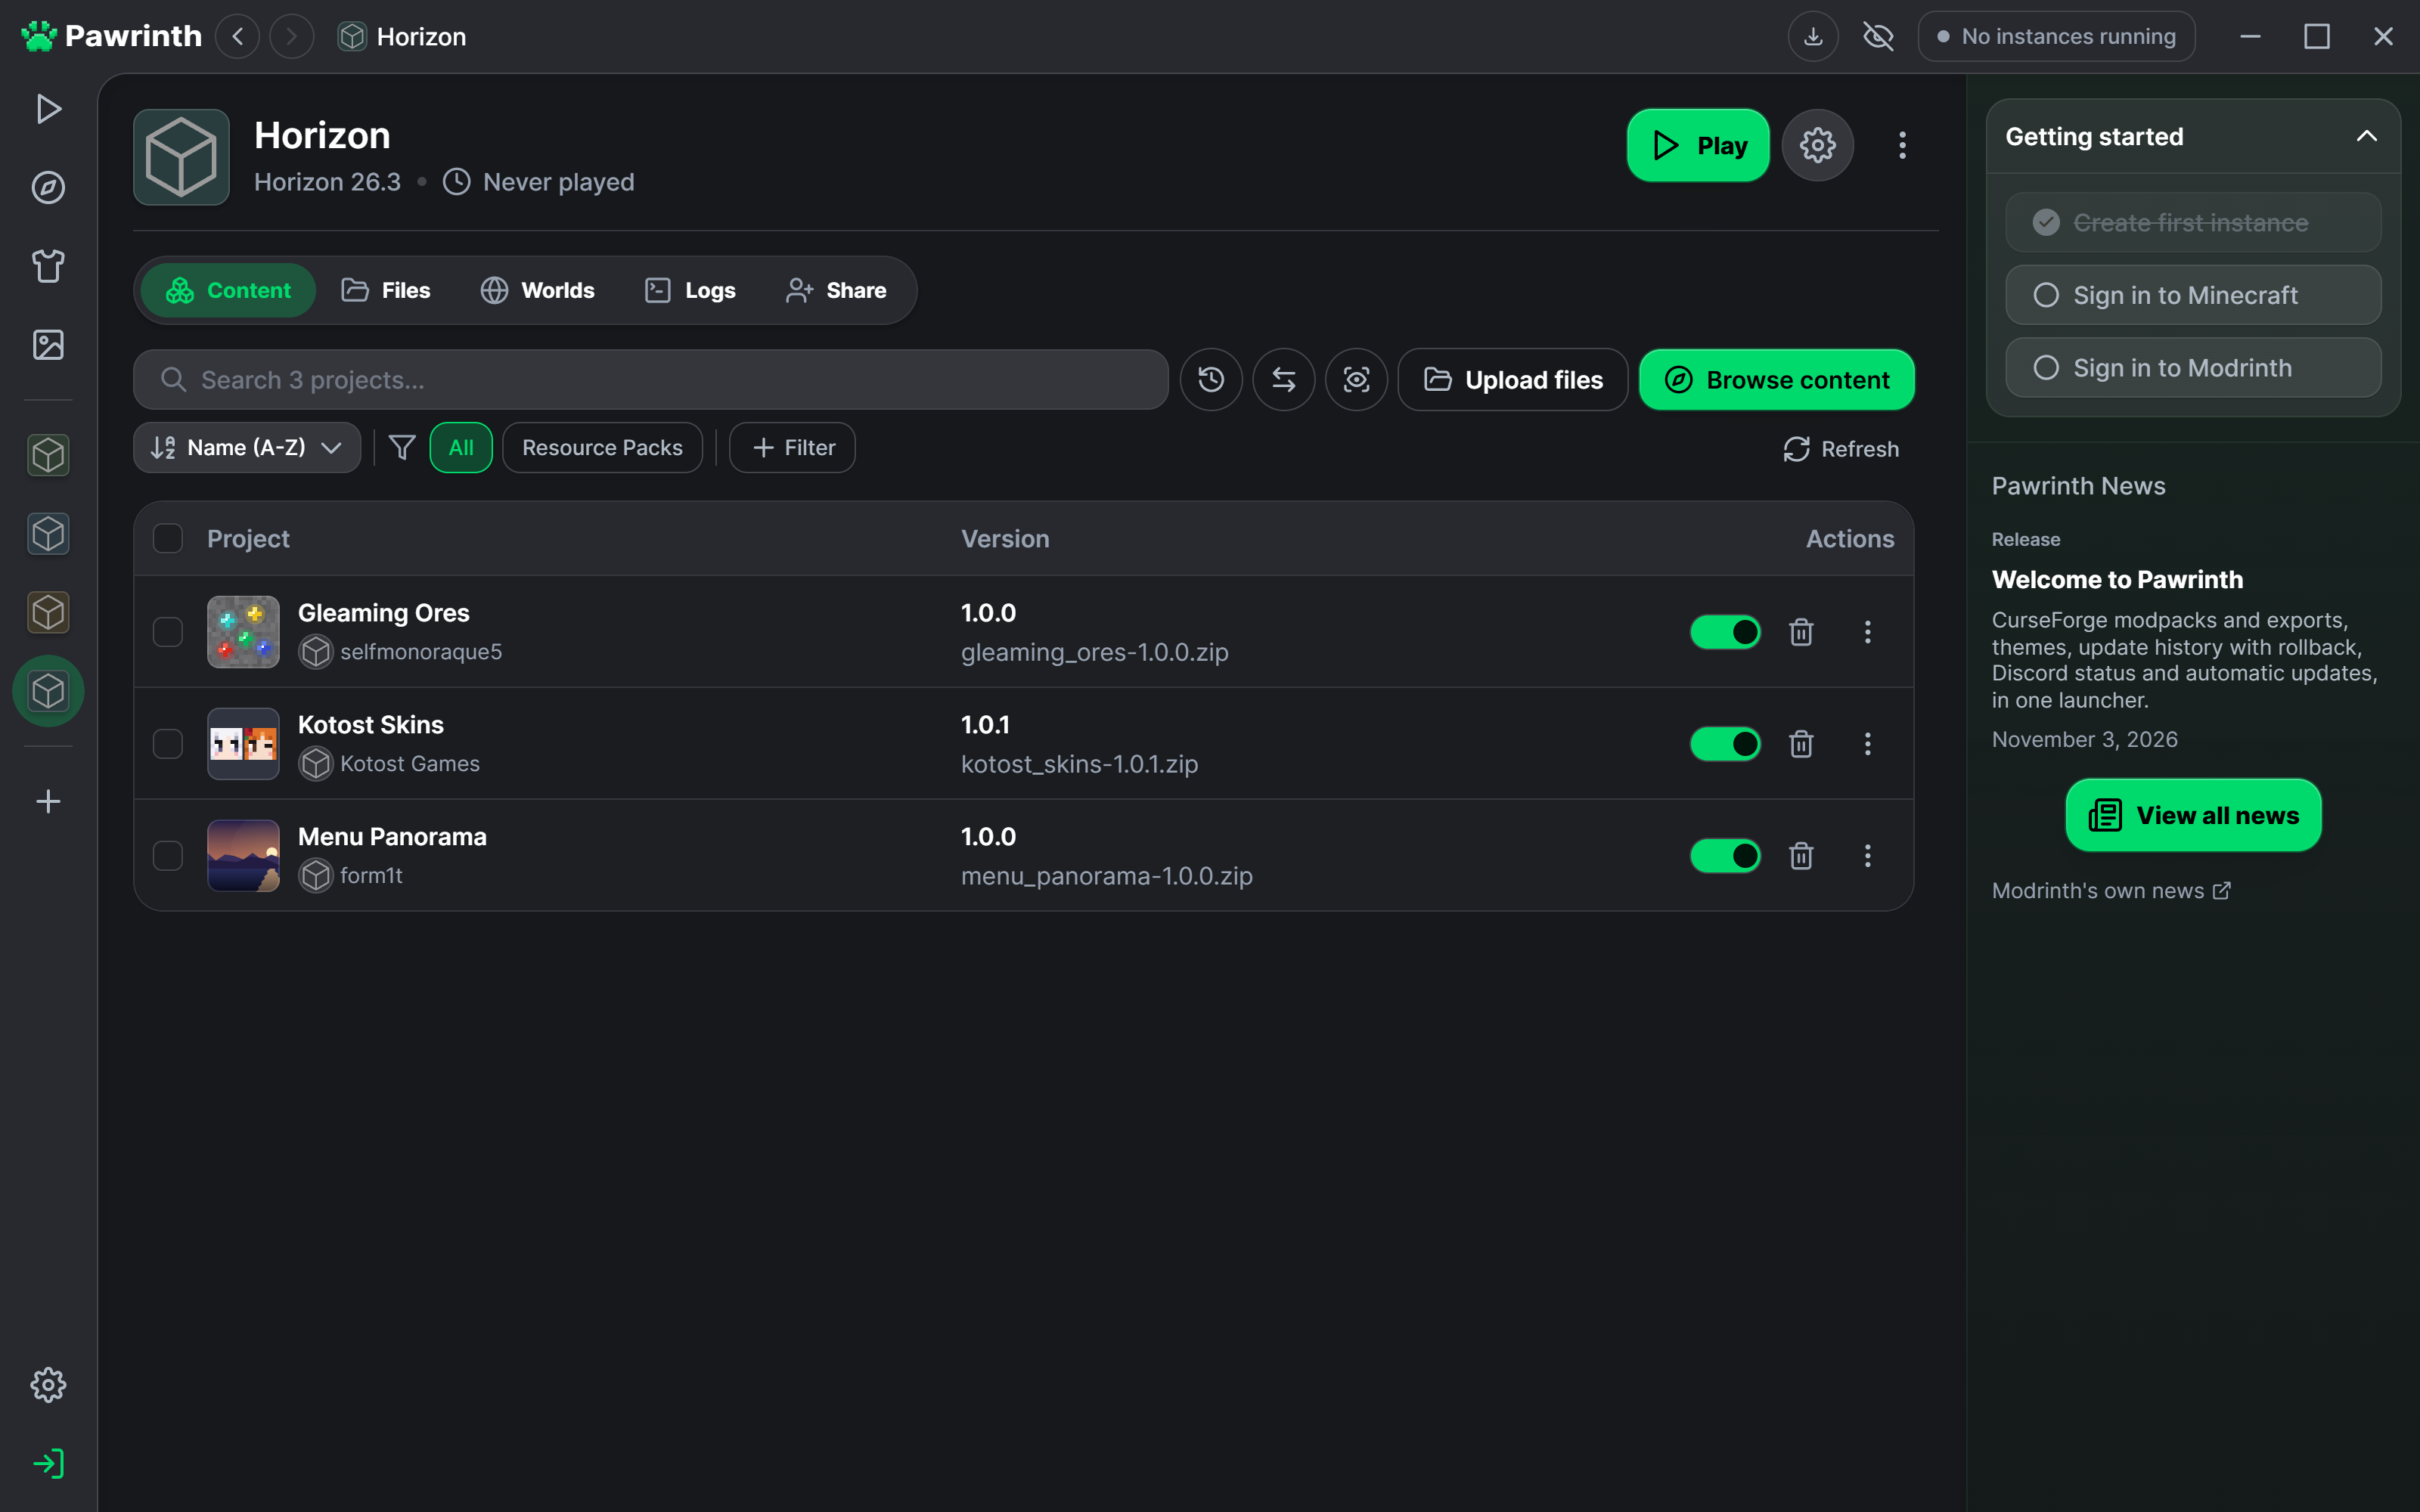 Pawrinth
Horizon
No instances running
Horizon
Horizon 26.3 • Never played
Play
Content
Files
Worlds
Logs
Share
Search 3 projects...
Upload files
Browse content
Name (A-Z)
All
Resource Packs
Filter
Refresh
Project
Version
Actions
Gleaming Ores
selfmonoraque5
1.0.0
gleaming_ores-1.0.0.zip
Kotost Skins
Kotost Games
1.0.1
kotost_skins-1.0.1.zip
Menu Panorama
form1t
1.0.0
menu_panorama-1.0.0.zip
Getting started
Create first instance
Sign in to Minecraft
Sign in to Modrinth
Pawrinth News
Release
Welcome to Pawrinth
CurseForge modpacks and exports,
themes, update history with rollback,
Discord status and automatic updates,
in one launcher.
November 3, 2026
View all news
Modrinth's own news